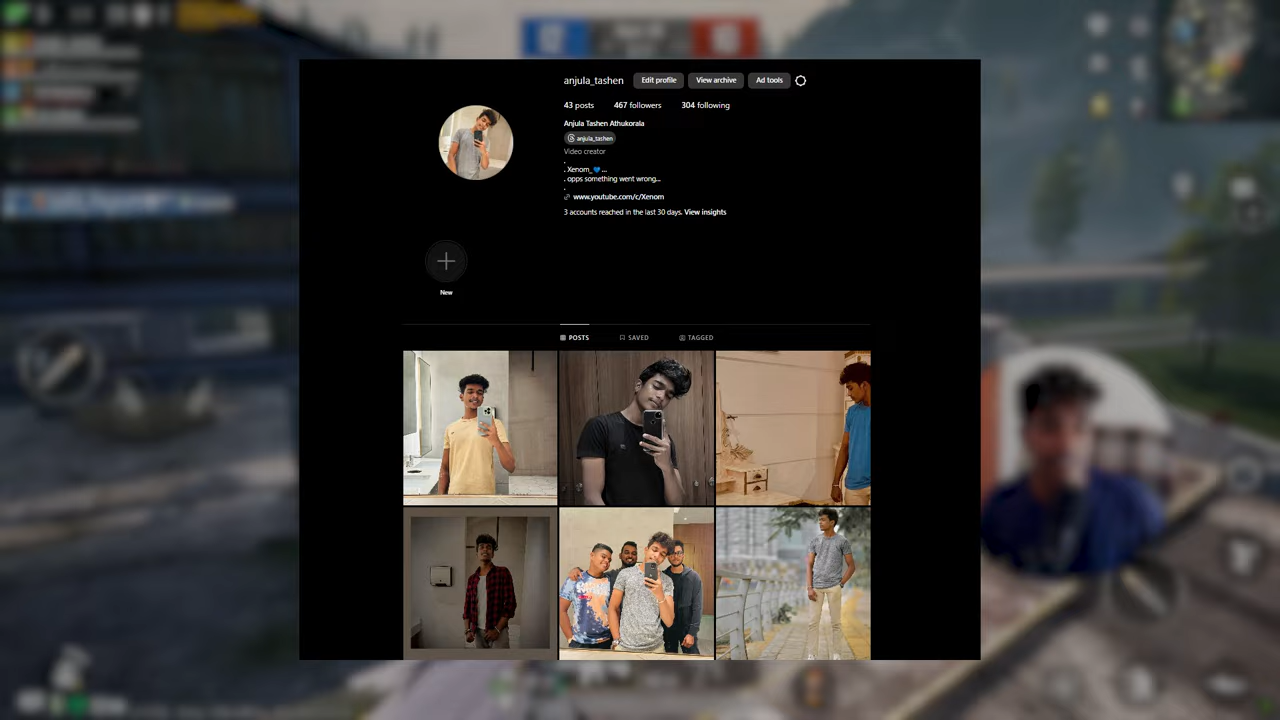 anjula_tashen Edit profile View archive Ad tools
43 posts 467 followers 304 following
Anjula Tashen Athukorala
anjula_tashen
Video creator
.
. Xenom_💙...
. opps something went wrong...
.
www.youtube.com/c/Xenom
3 accounts reached in the last 30 days. View insights
New
POSTS SAVED TAGGED